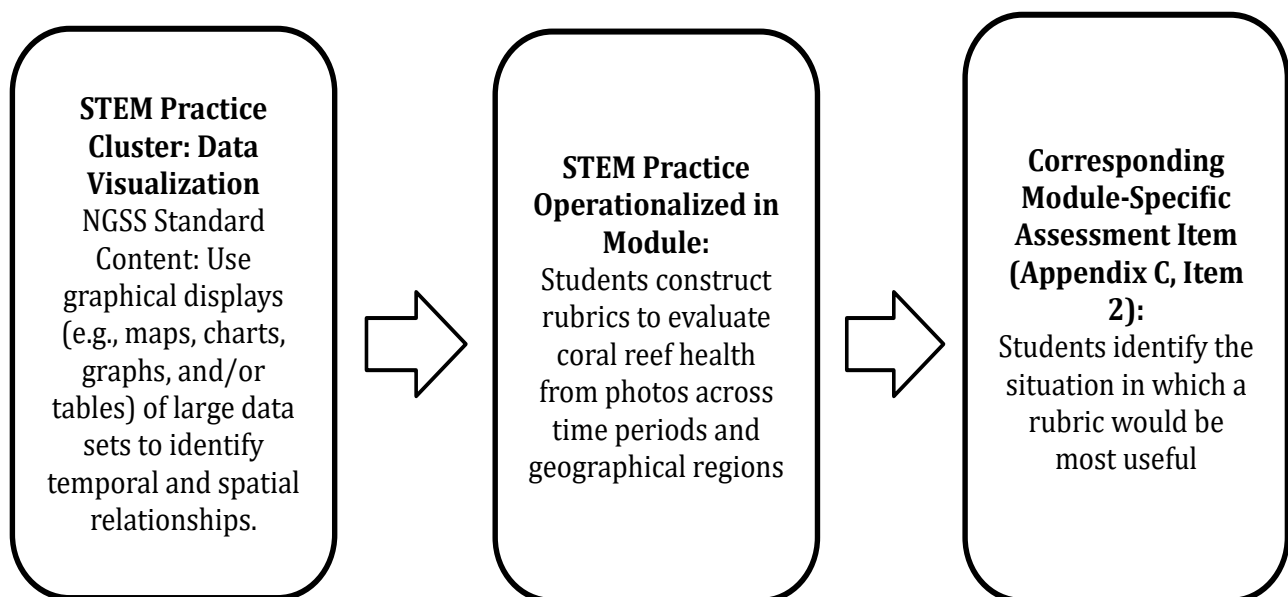 STEM Practice
Cluster: Data
Visualization
NGSS Standard
Content: Use
graphical displays
(e.g., maps, charts,
graphs, and/or
tables) of large data
sets to identify
temporal and spatial
relationships.
STEM Practice
Operationalized in
Module:
Students construct
rubrics to evaluate
coral reef health
from photos across
time periods and
geographical regions
Corresponding
Module-Specific
Assessment Item
(Appendix C, Item
2):
Students identify the
situation in which a
rubric would be
most useful